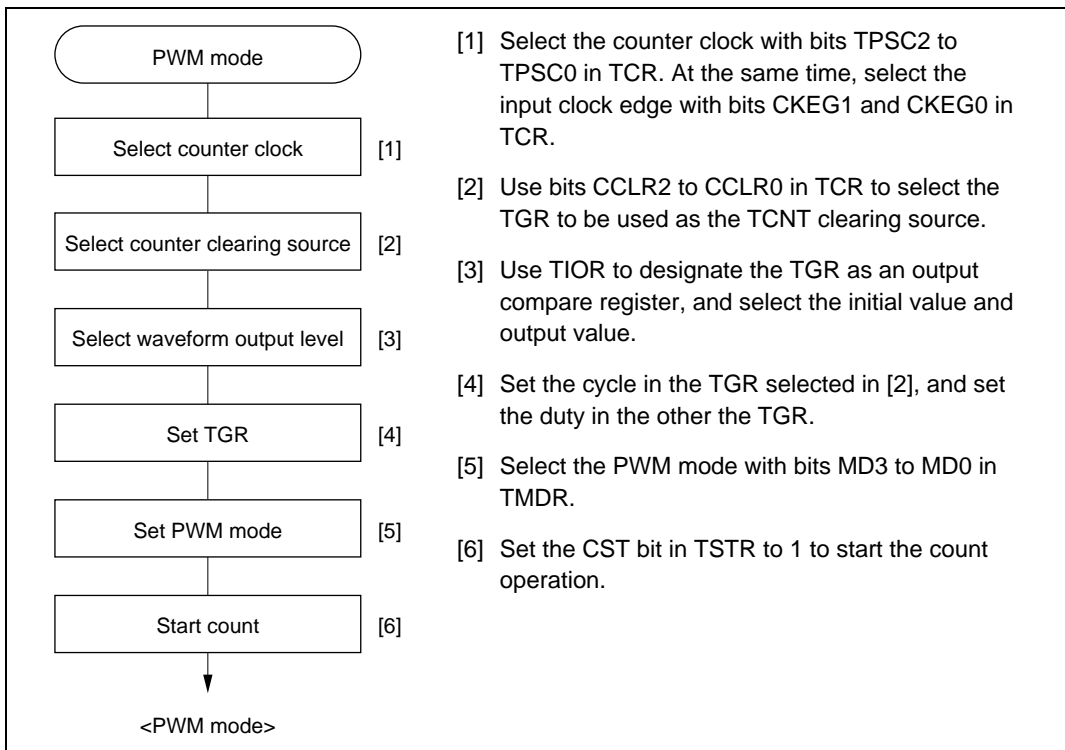 PWM mode
Select counter clock [1]
Select counter clearing source [2]
Select waveform output level [3]
Set TGR [4]
Set PWM mode [5]
Start count [6]
<PWM mode>
[1] Select the counter clock with bits TPSC2 to
TPSC0 in TCR. At the same time, select the
input clock edge with bits CKEG1 and CKEG0 in
TCR.
[2] Use bits CCLR2 to CCLR0 in TCR to select the
TGR to be used as the TCNT clearing source.
[3] Use TIOR to designate the TGR as an output
compare register, and select the initial value and
output value.
[4] Set the cycle in the TGR selected in [2], and set
the duty in the other the TGR.
[5] Select the PWM mode with bits MD3 to MD0 in
TMDR.
[6] Set the CST bit in TSTR to 1 to start the count
operation.